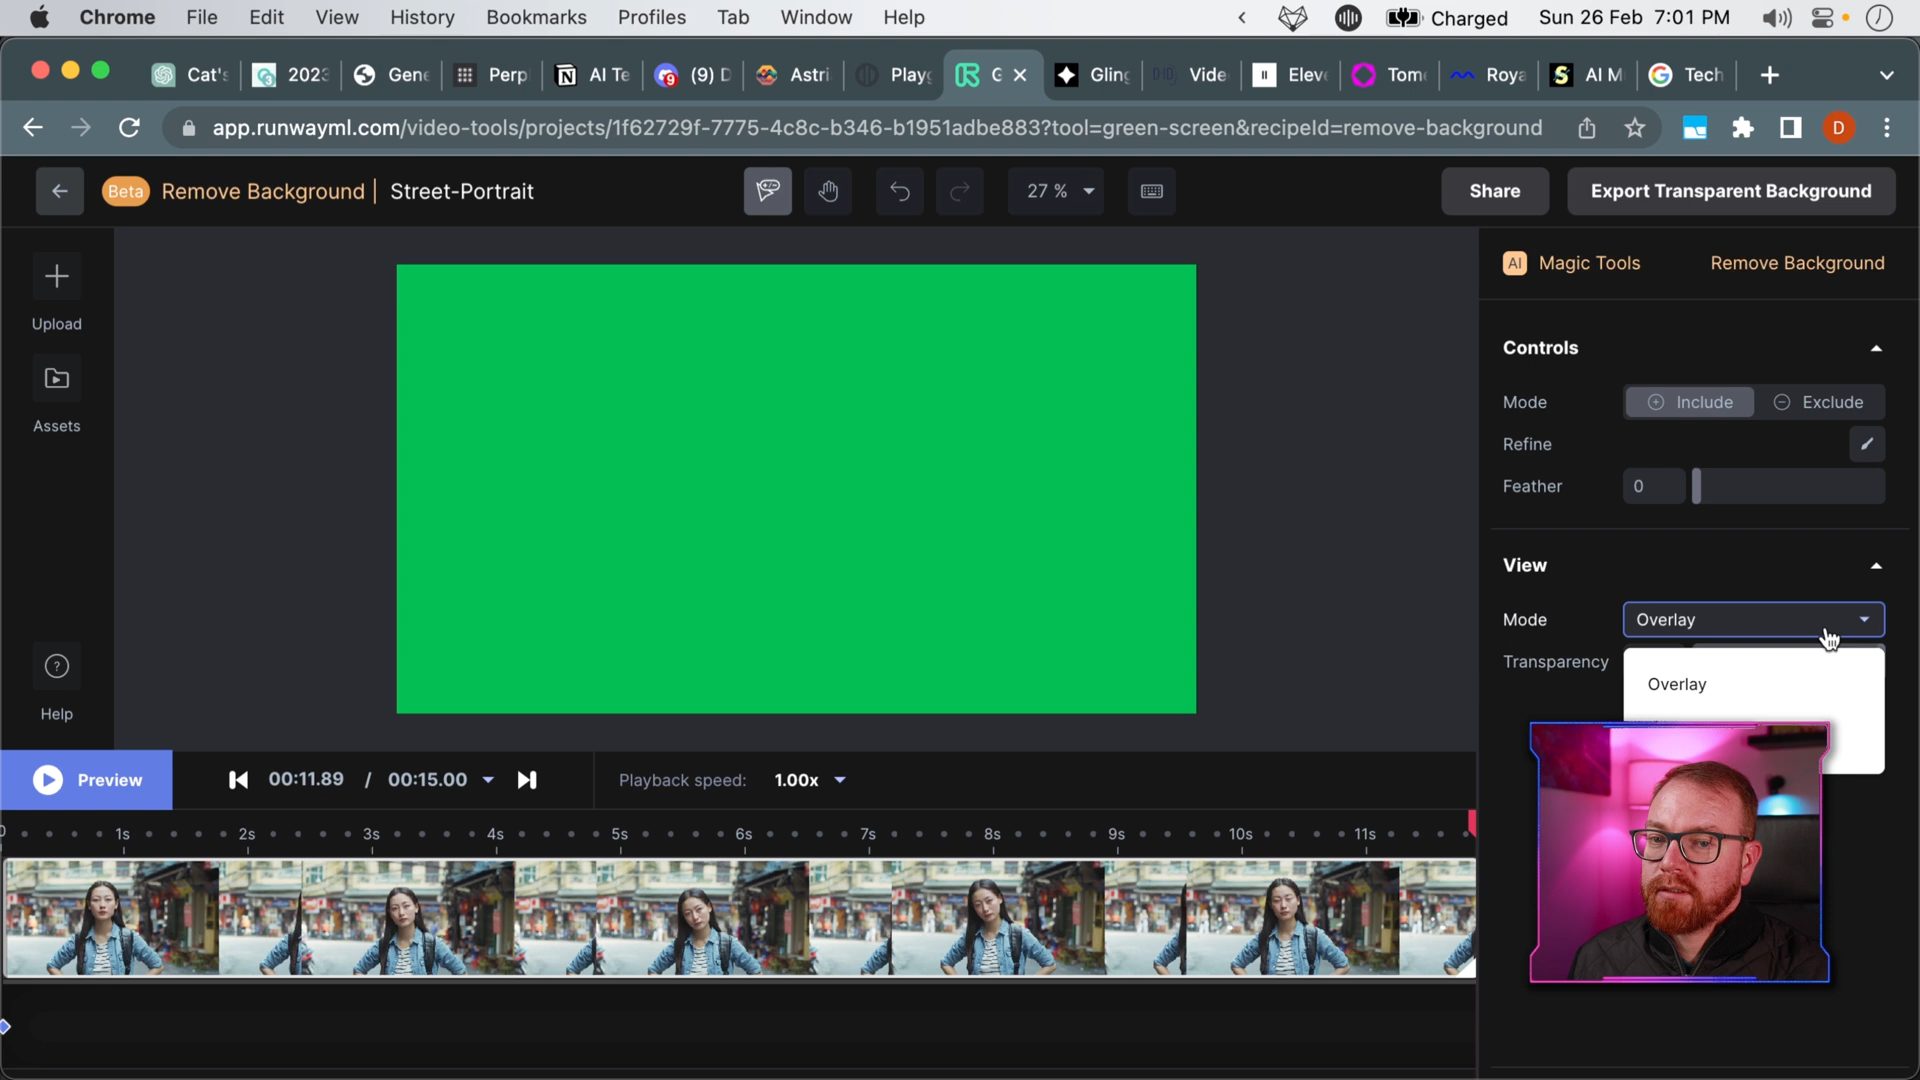 Chrome File Edit View History Bookmarks Profiles Tab Window Help Charged Sun 26 Feb 7:01 PM
Cat's 2023 Gene Perp AI Te (9) D Astri Play G Gling Vide Elev Tom Roya AI M Tech
app.runwayml.com/video-tools/projects/1f62729f-7775-4c8c-b346-b1951adbe883?tool=green-screen&recipeId=remove-background D
Beta Remove Background | Street-Portrait 27 % Share Export Transparent Background
AI Magic Tools Remove Background
Upload
Assets
Help
Controls
Mode Include Exclude
Refine
Feather 0
View
Mode Overlay
Transparency
Overlay
Preview 00:11.89 / 00:15.00 Playback speed: 1.00x
1s 2s 3s 4s 5s 6s 7s 8s 9s 10s 11s